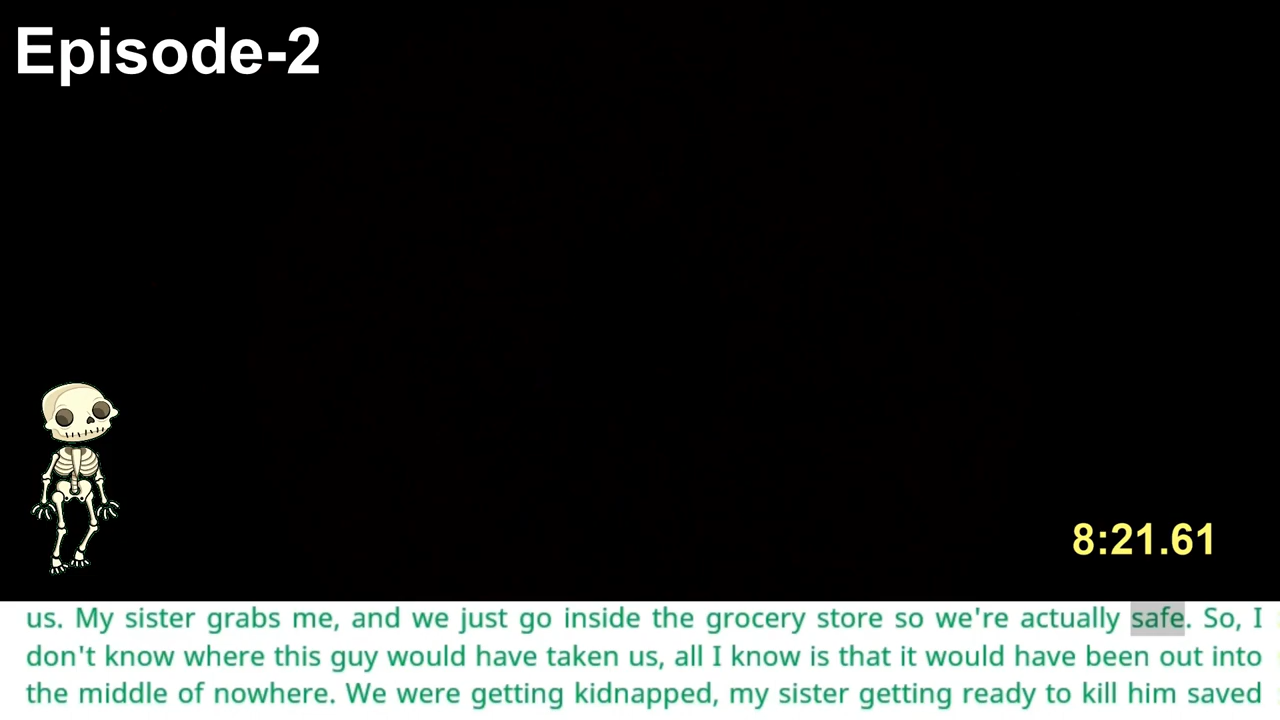 Episode-2
8:21.61
us. My sister grabs me, and we just go inside the grocery store so we're actually safe. So, I
don't know where this guy would have taken us, all I know is that it would have been out into
the middle of nowhere. We were getting kidnapped, my sister getting ready to kill him saved